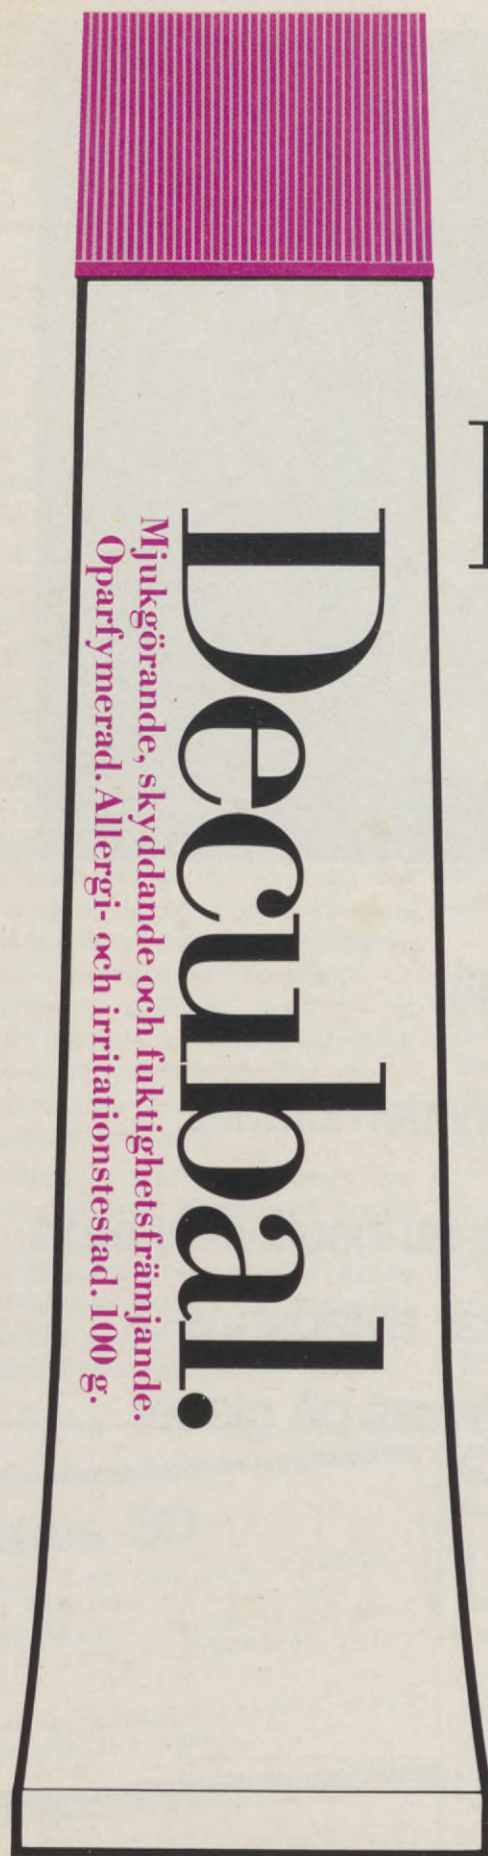 Decubal.
Mjukgörande, skyddande och fuktighetsfrämjande.
Oparfymerad. Allergi- och irritationstestad. 100 g.